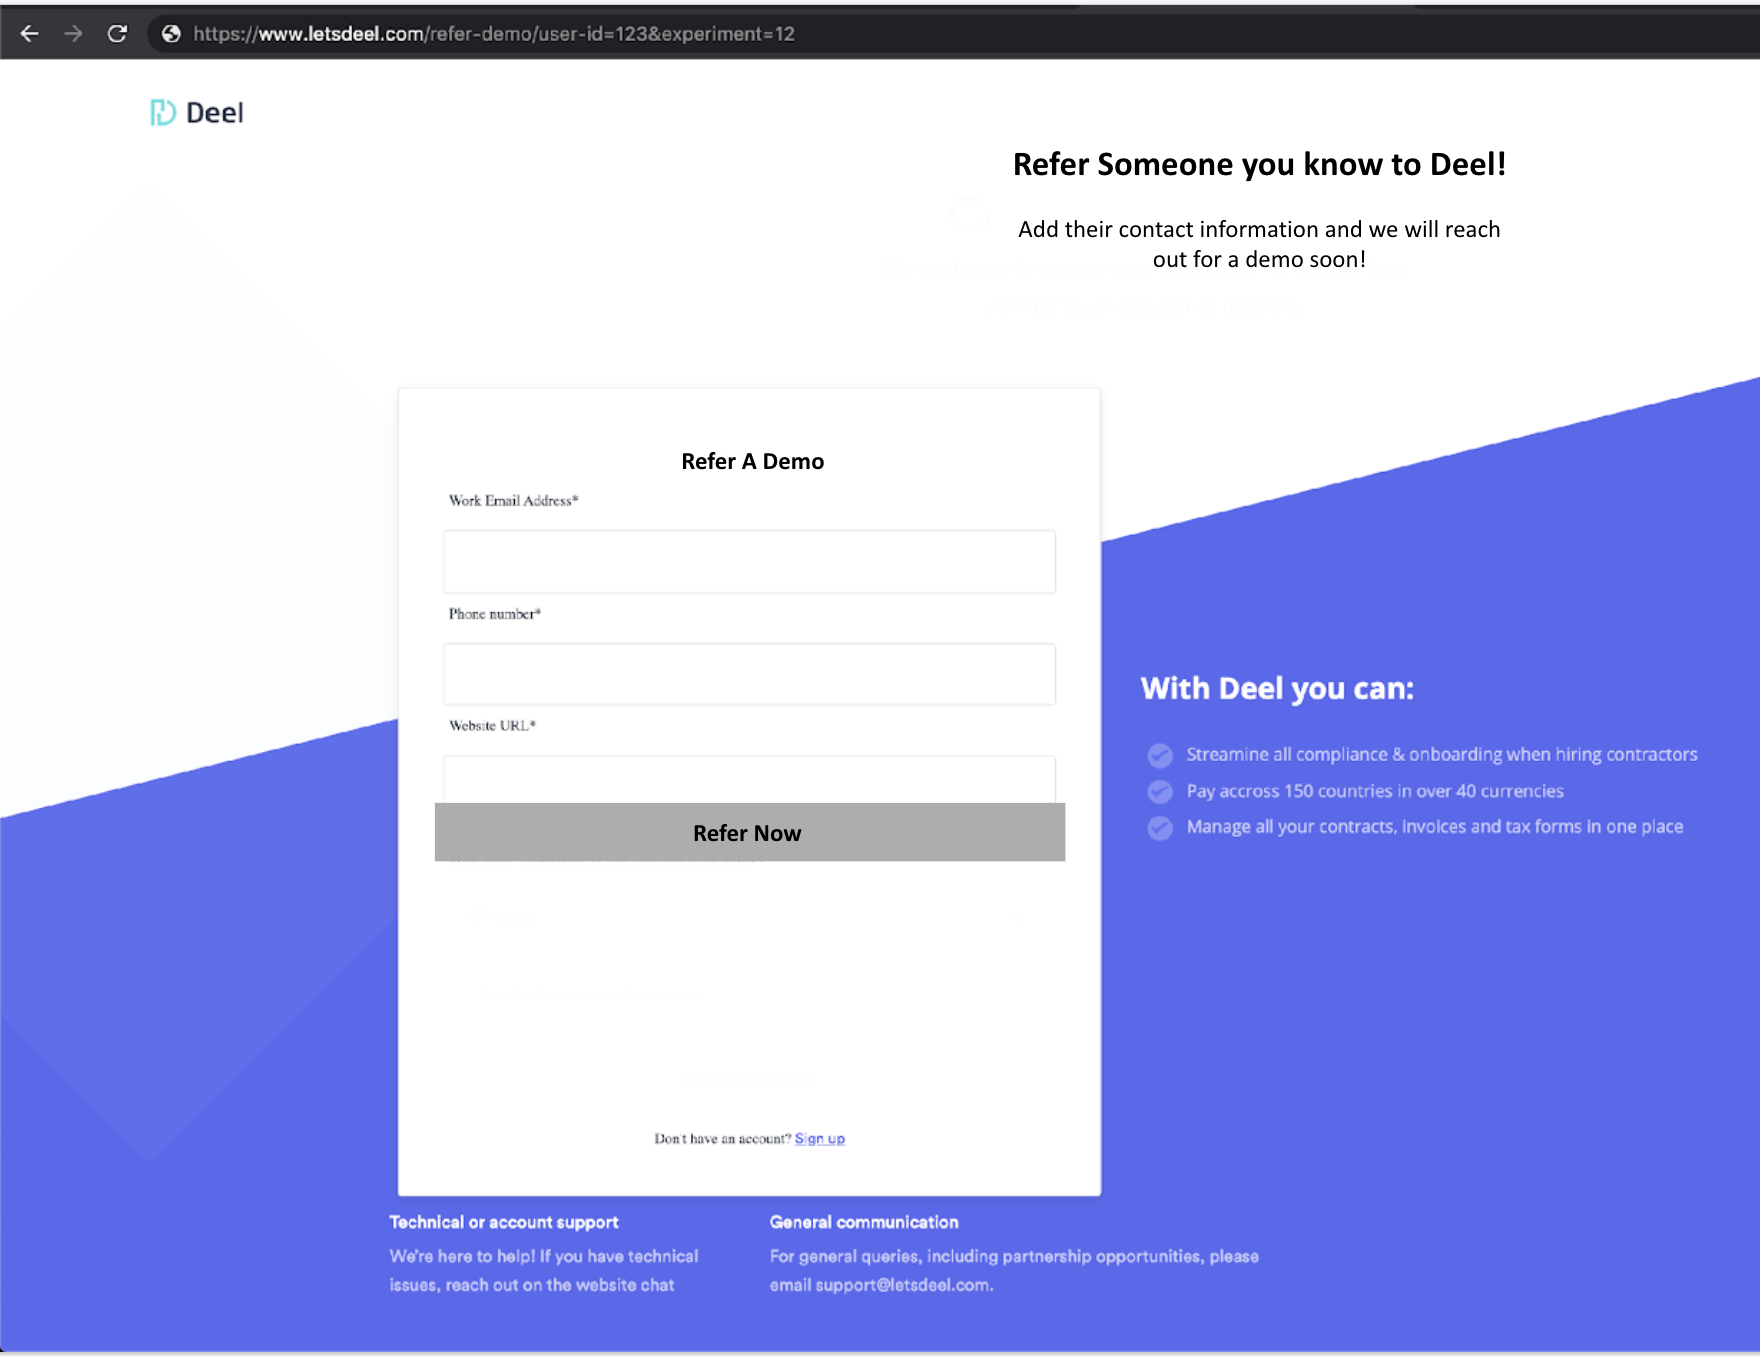 https://www.letsdeel.com/refer-demo/user-id=123&experiment=12
Deel
Refer Someone you know to Deel!
Add their contact information and we will reach
out for a demo soon!
Refer A Demo
Work Email Address*
Phone number*
Website URL*
Refer Now
With Deel you can:
Streamine all compliance & onboarding when hiring contractors
Pay accross 150 countries in over 40 currencies
Manage all your contracts, invoices and tax forms in one place
Don't have an account? Sign up
Technical or account support
We're here to help! If you have technical
issues, reach out on the website chat
General communication
For general queries, including partnership opportunities, please
email support@letsdeel.com.